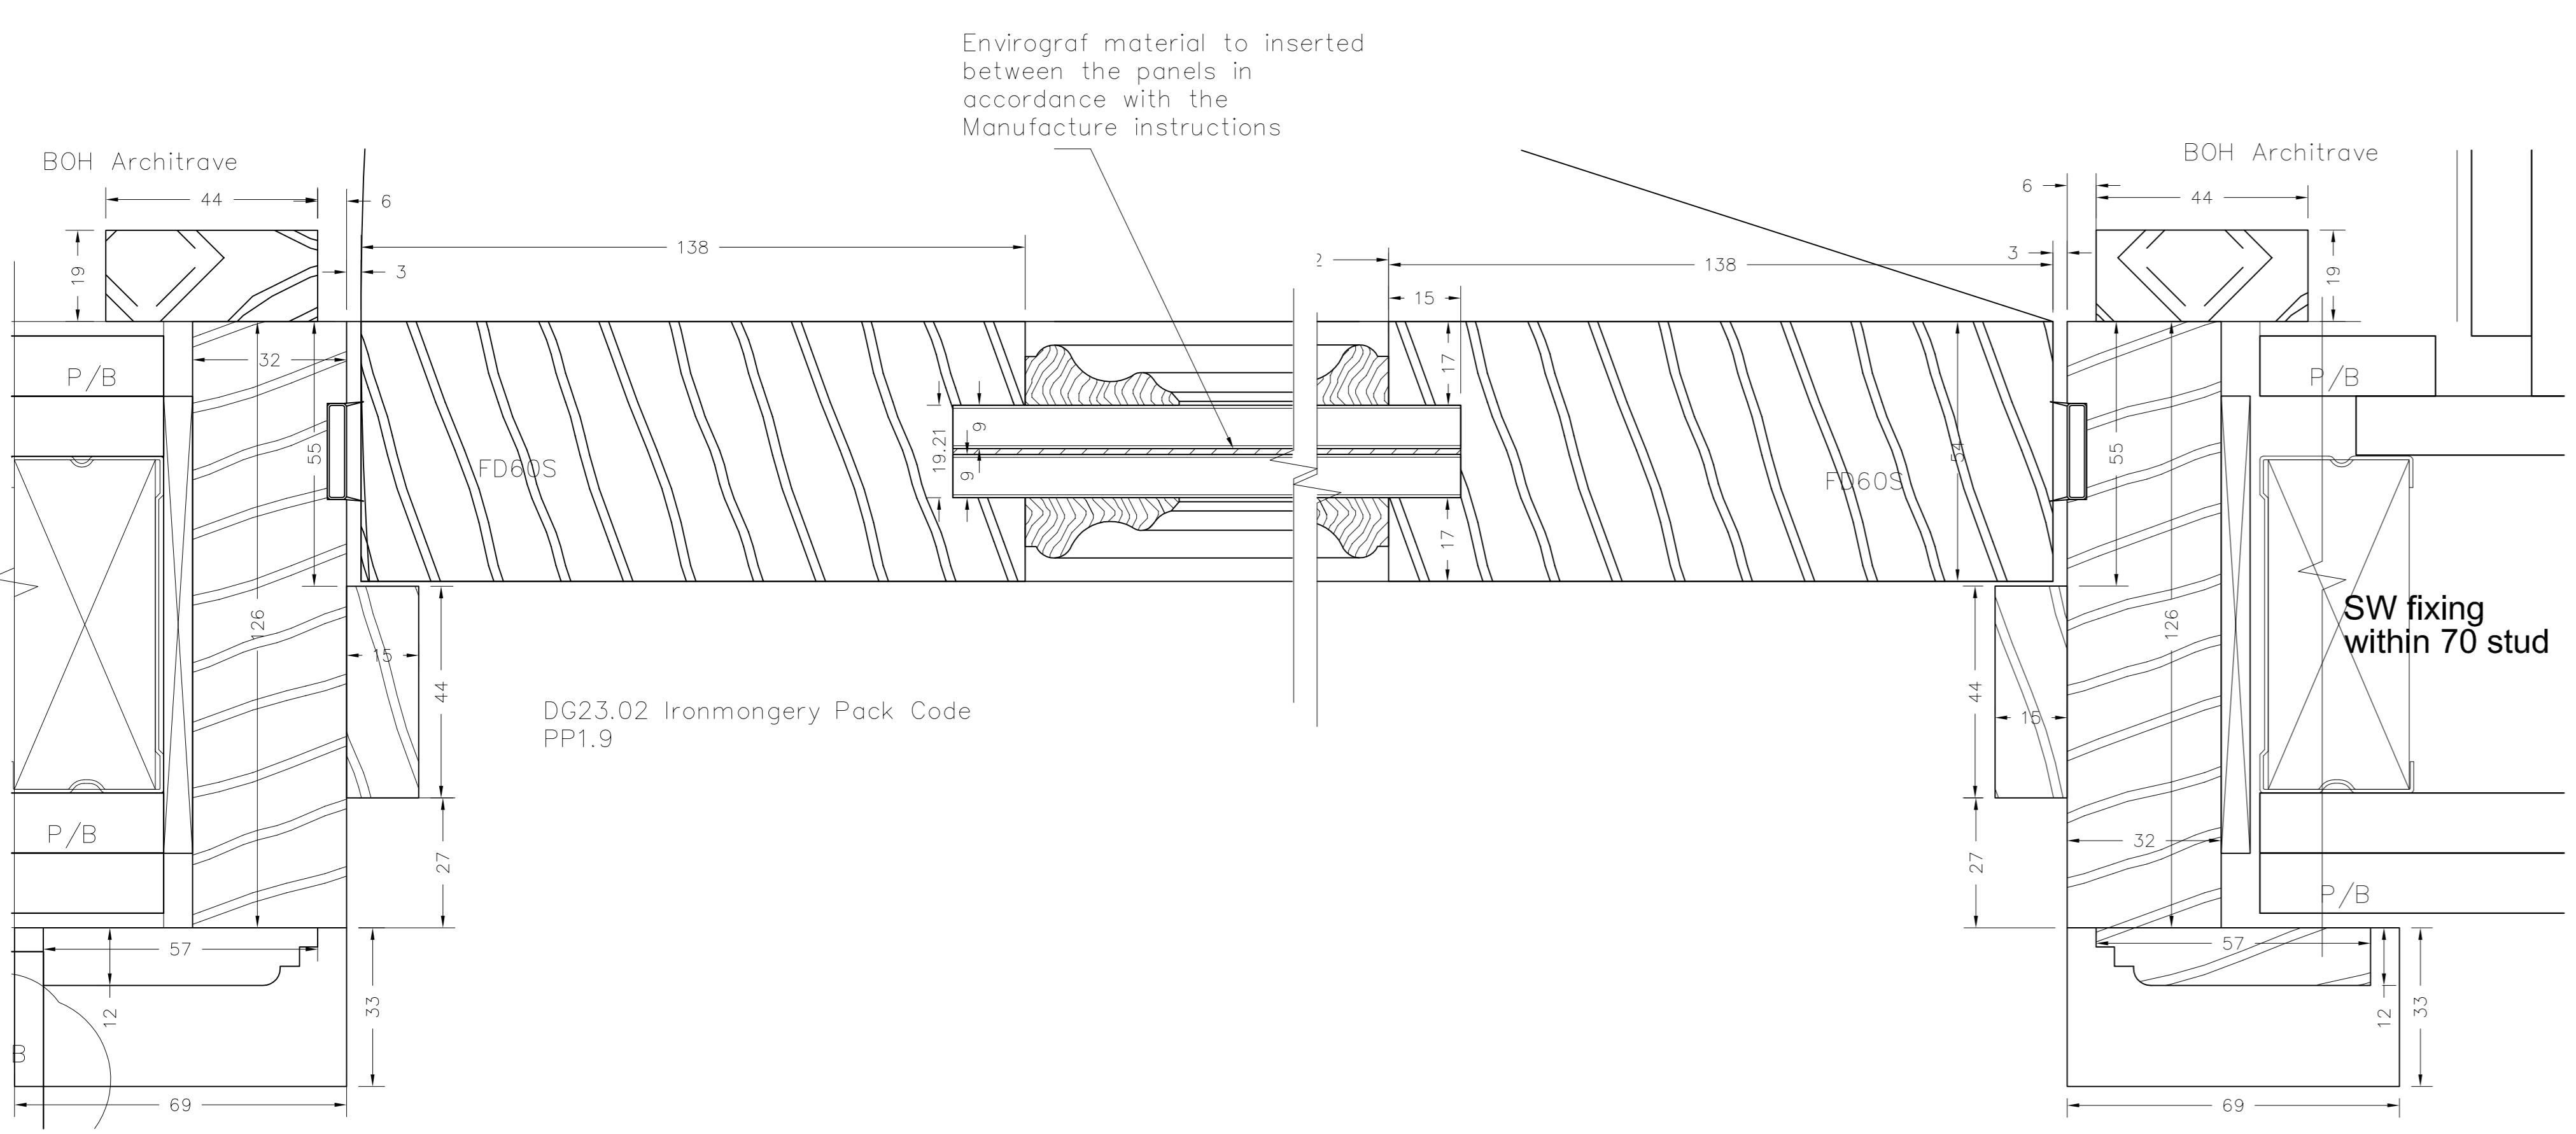 Envirograf material to inserted
between the panels in
accordance with the
Manufacture instructions
BOH Architrave
BOH Architrave
44
6
6
44
138
3
2
138
3
19
15
19
P/B
32
17
P/B
55
FD60S
19.21
9
9
17
54
FD60S
55
126
15
44
DG23.02 Ironmongery Pack Code
PP1.9
44
15
126
SW fixing
within 70 stud
P/B
27
27
32
P/B
57
12
33
57
12
33
B
69
69